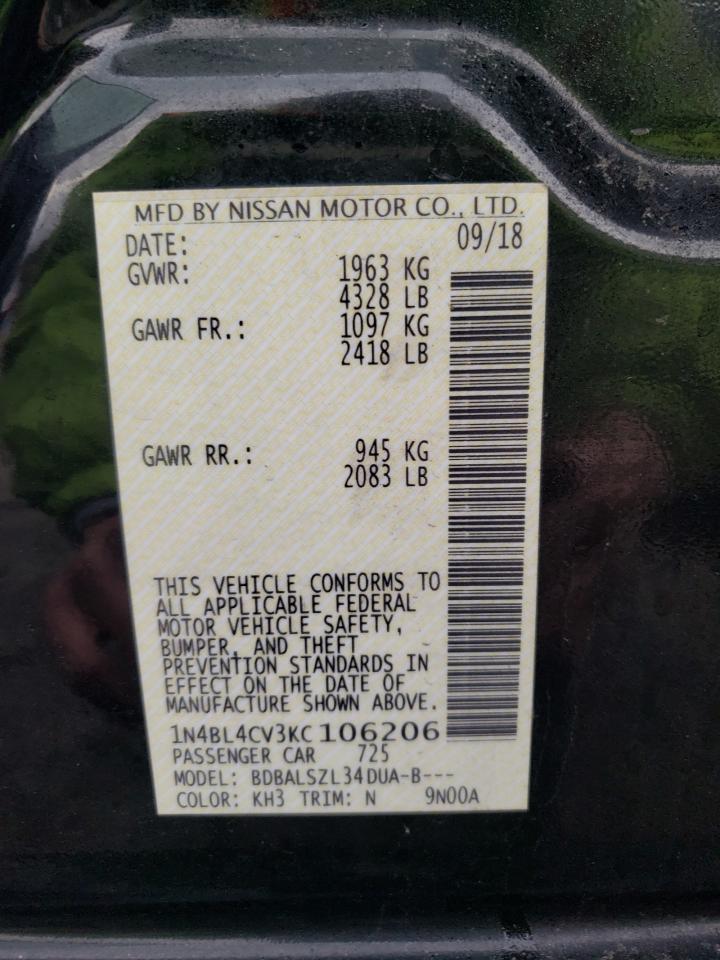 MFD BY NISSAN MOTOR CO., LTD.
DATE: 09/18
GVWR: 1963 KG
4328 LB
GAWR FR.: 1097 KG
2418 LB
GAWR RR.: 945 KG
2083 LB
THIS VEHICLE CONFORMS TO
ALL APPLICABLE FEDERAL
MOTOR VEHICLE SAFETY,
BUMPER, AND THEFT
PREVENTION STANDARDS IN
EFFECT ON THE DATE OF
MANUFACTURE SHOWN ABOVE.
1N4BL4CV3KC106206
PASSENGER CAR 725
MODEL: BDBALSZL34DUA-B---
COLOR: KH3 TRIM: N 9N00A